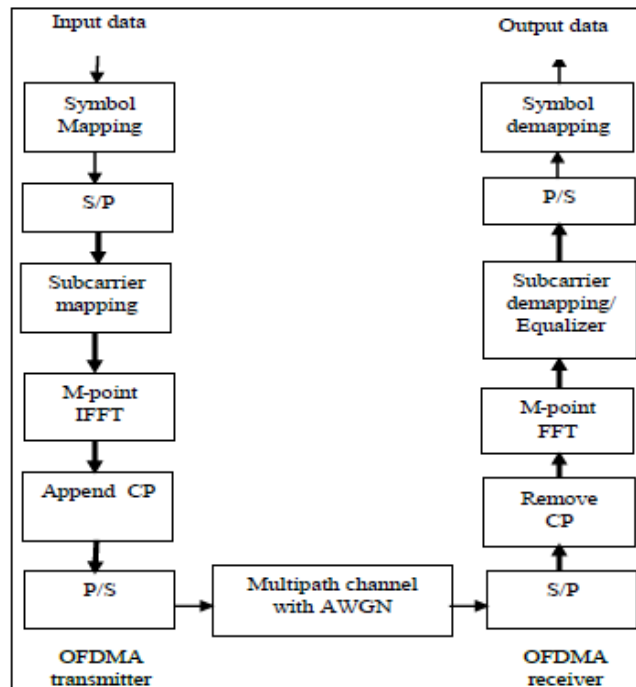 Input data
Symbol
Mapping
S/P
Subcarrier
mapping
M-point
IFFT
Append CP
P/S
OFDMA
transmitter
Multipath channel
with AWGN
Output data
Symbol
demapping
P/S
Subcarrier
demapping/
Equalizer
M-point
FFT
Remove
CP
S/P
OFDMA
receiver